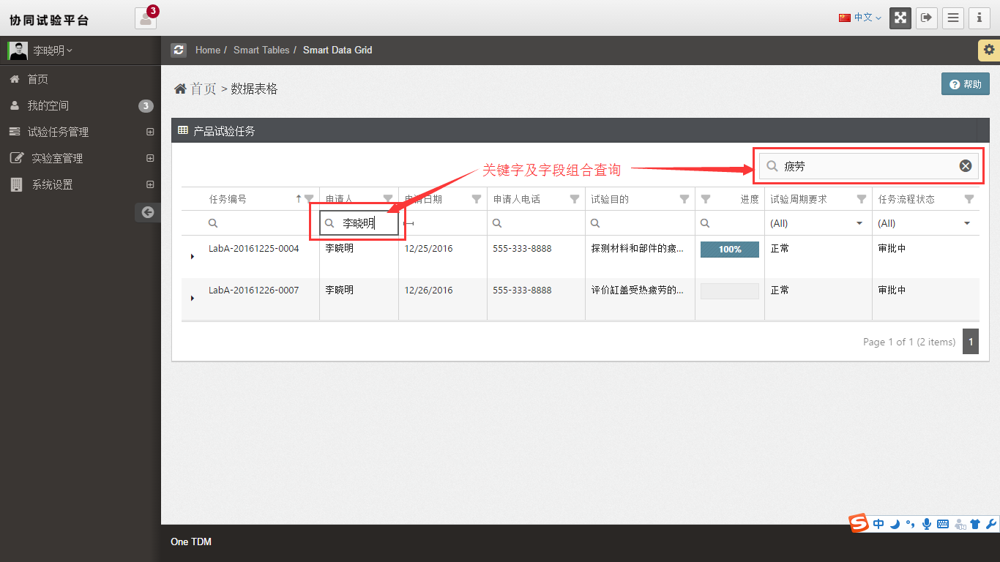 协同试验平台
3
中文
李晓明
Home / Smart Tables / Smart Data Grid
首页
我的空间 3
试验任务管理
实验室管理
系统设置
首页 > 数据表格
帮助
产品试验任务
关键字及字段组合查询
疲劳
任务编号 申请人 申请日期 申请人电话 试验目的 进度 试验周期要求 任务流程状态
李晓明 (All) (All)
LabA-20161225-0004 李晓明 12/25/2016 555-333-8888 探测材料和部件的疲... 100% 正常 审批中
LabA-20161226-0007 李晓明 12/26/2016 555-333-8888 评价缸盖受热疲劳的... 正常 审批中
Page 1 of 1 (2 items) 1
中
One TDM